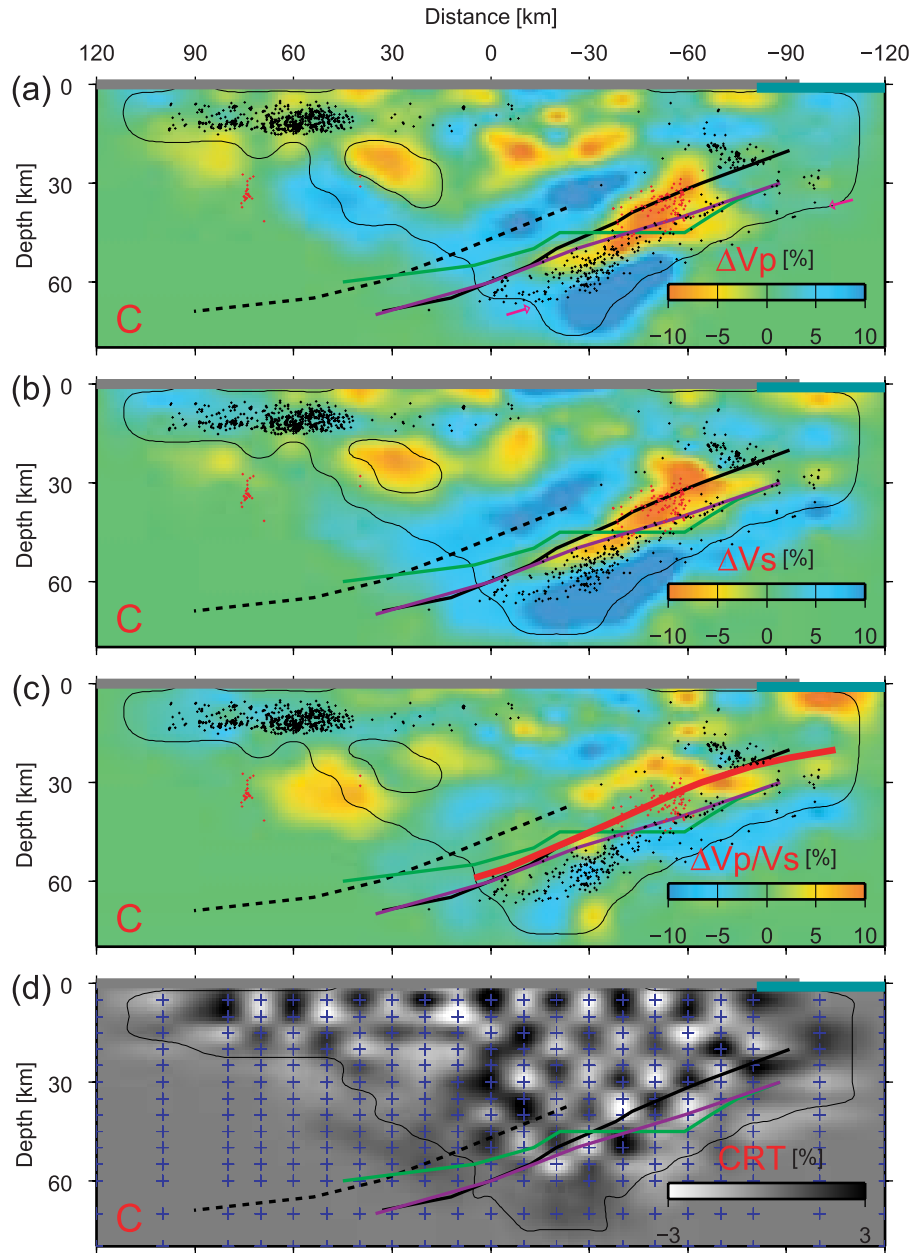 Distance [km]
120 90 60 30 0 −30 −60 −90 −120
(a)
0
30
60
Depth [km]
ΔVp [%]
−10 −5 0 5 10
C
(b)
0
30
60
Depth [km]
ΔVs [%]
−10 −5 0 5 10
C
(c)
0
30
60
Depth [km]
ΔVp/Vs [%]
−10 −5 0 5 10
C
(d)
0
30
60
Depth [km]
CRT [%]
−3 3
C